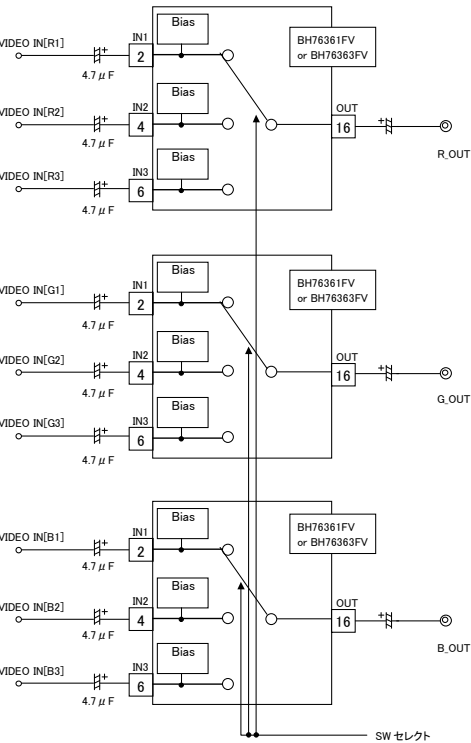 Bias
IN1
VIDEO IN[R1]
2
4.7 μ F
BH76361FV
or BH76363FV
Bias
IN2
VIDEO IN[R2]
4
4.7 μ F
OUT
16
R_OUT
Bias
IN3
VIDEO IN[R3]
6
4.7 μ F
Bias
IN1
VIDEO IN[G1]
2
4.7 μ F
BH76361FV
or BH76363FV
Bias
IN2
VIDEO IN[G2]
4
4.7 μ F
OUT
16
G_OUT
Bias
IN3
VIDEO IN[G3]
6
4.7 μ F
Bias
IN1
VIDEO IN[B1]
2
4.7 μ F
BH76361FV
or BH76363FV
Bias
IN2
VIDEO IN[B2]
4
4.7 μ F
OUT
16
B_OUT
Bias
IN3
VIDEO IN[B3]
6
4.7 μ F
SW セレクト